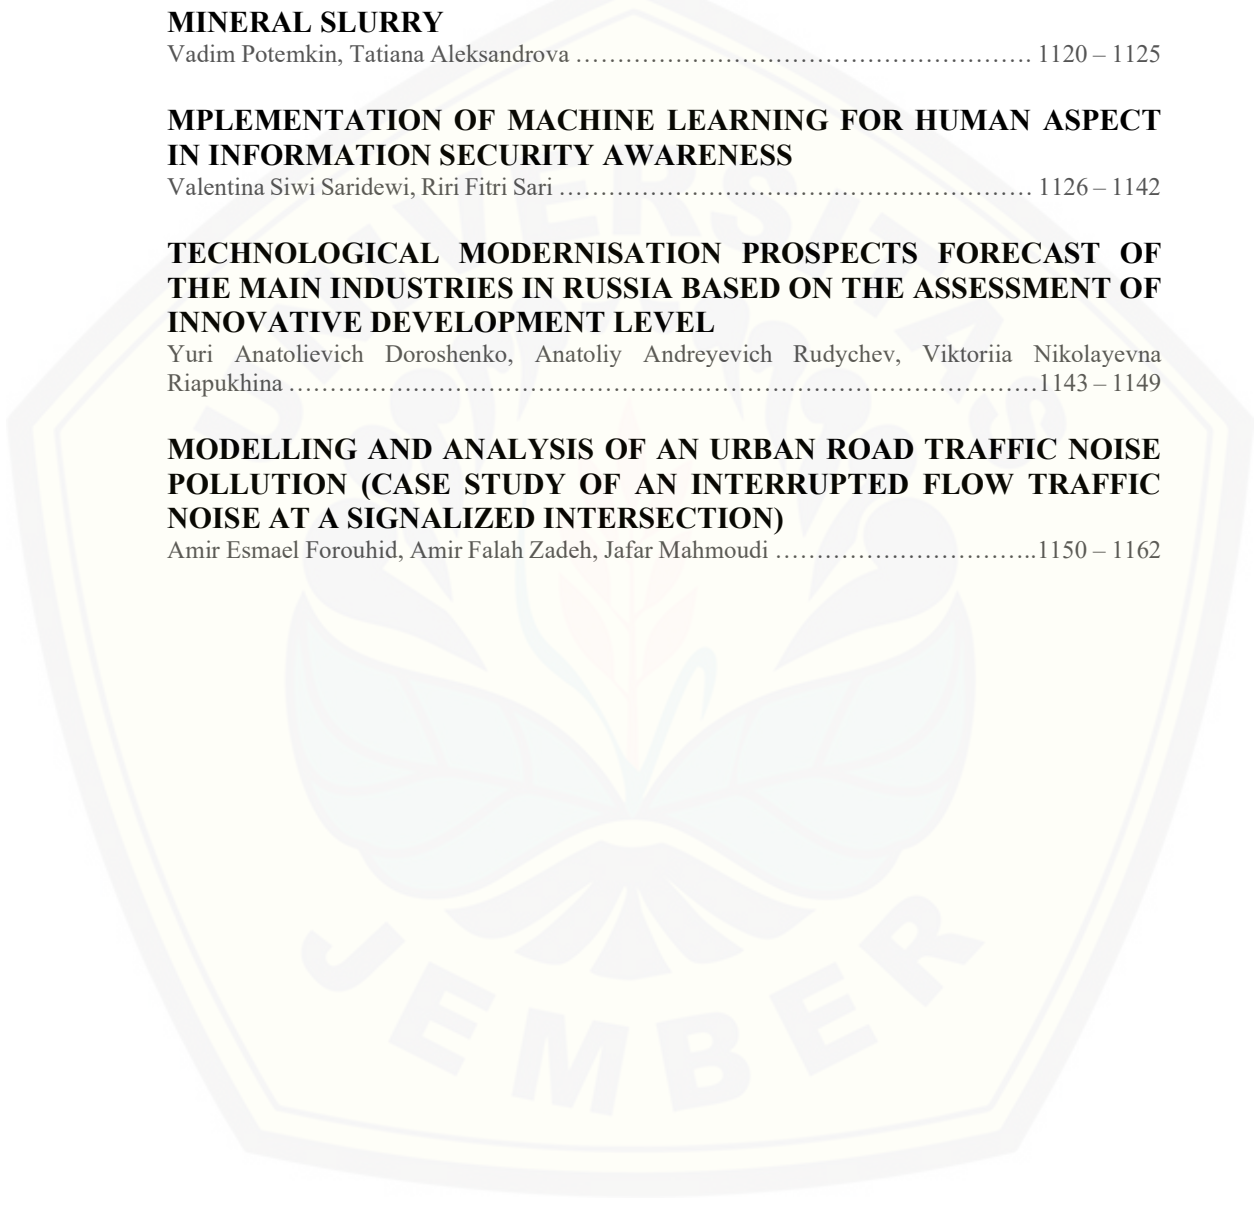 MINERAL SLURRY
Vadim Potemkin, Tatiana Aleksandrova ……………………………………………… 1120 – 1125
MPLEMENTATION OF MACHINE LEARNING FOR HUMAN ASPECT
IN INFORMATION SECURITY AWARENESS
Valentina Siwi Saridewi, Riri Fitri Sari ………………………………………………… 1126 – 1142
TECHNOLOGICAL MODERNISATION PROSPECTS FORECAST OF
THE MAIN INDUSTRIES IN RUSSIA BASED ON THE ASSESSMENT OF
INNOVATIVE DEVELOPMENT LEVEL
Yuri Anatolievich Doroshenko, Anatoliy Andreyevich Rudychev, Viktoriia Nikolayevna
Riapukhina ………………………………………………………………………………1143 – 1149
MODELLING AND ANALYSIS OF AN URBAN ROAD TRAFFIC NOISE
POLLUTION (CASE STUDY OF AN INTERRUPTED FLOW TRAFFIC
NOISE AT A SIGNALIZED INTERSECTION)
Amir Esmael Forouhid, Amir Falah Zadeh, Jafar Mahmoudi …………………………..1150 – 1162
UNIVERSITAS
JEMBER